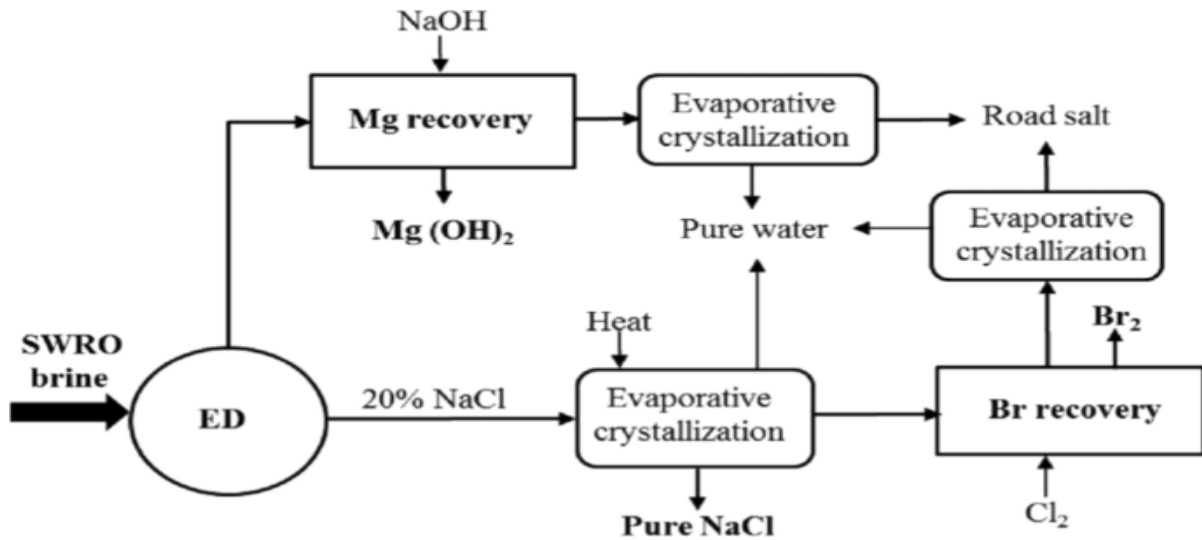 NaOH
Mg recovery
Evaporative
crystallization
Road salt
Mg (OH)₂
Pure water
Evaporative
crystallization
SWRO
brine
ED
20% NaCl
Heat
Evaporative
crystallization
Br₂
Br recovery
Pure NaCl
Cl₂